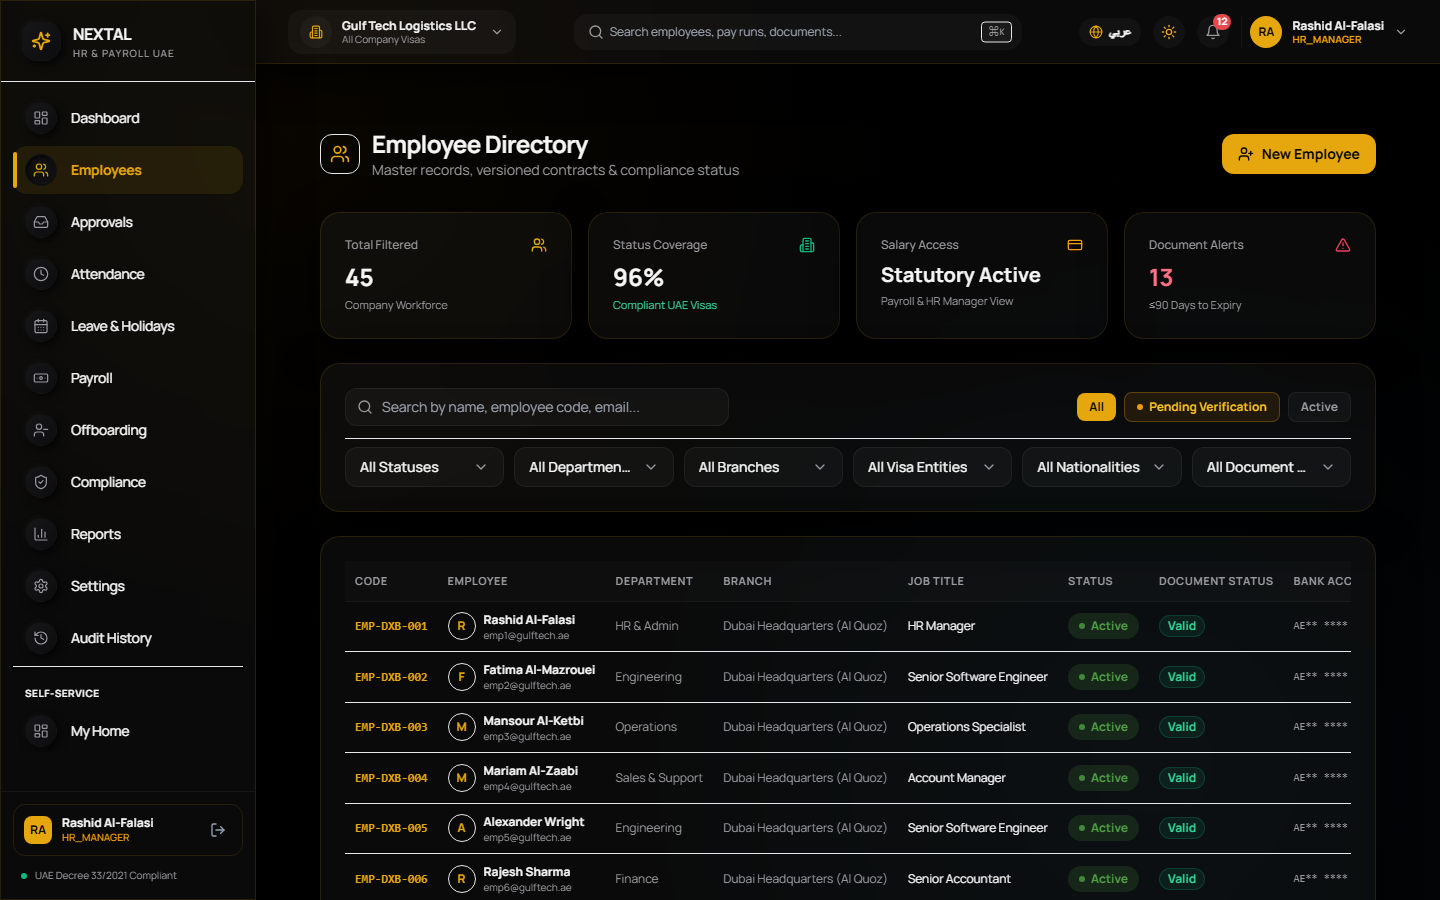 NEXTAL
HR & PAYROLL UAE
Dashboard
Employees
Approvals
Attendance
Leave & Holidays
Payroll
Offboarding
Compliance
Reports
Settings
Audit History
SELF-SERVICE
My Home
RA
Rashid Al-Falasi
HR_MANAGER
UAE Decree 33/2021 Compliant
Gulf Tech Logistics LLC
All Company Visas
Search employees, pay runs, documents...
⌘K
عربي
12
RA
Rashid Al-Falasi
HR_MANAGER
Employee Directory
Master records, versioned contracts & compliance status
New Employee
Total Filtered
45
Company Workforce
Status Coverage
96%
Compliant UAE Visas
Salary Access
Statutory Active
Payroll & HR Manager View
Document Alerts
13
≤90 Days to Expiry
Search by name, employee code, email...
All
Pending Verification
Active
All Statuses
All Departmen...
All Branches
All Visa Entities
All Nationalities
All Document ...
CODE EMPLOYEE DEPARTMENT BRANCH JOB TITLE STATUS DOCUMENT STATUS BANK ACC
EMP-DXB-001 R Rashid Al-Falasi HR & Admin Dubai Headquarters (Al Quoz) HR Manager Active Valid AE** ****
emp1@gulftech.ae
EMP-DXB-002 F Fatima Al-Mazrouei Engineering Dubai Headquarters (Al Quoz) Senior Software Engineer Active Valid AE** ****
emp2@gulftech.ae
EMP-DXB-003 M Mansour Al-Ketbi Operations Dubai Headquarters (Al Quoz) Operations Specialist Active Valid AE** ****
emp3@gulftech.ae
EMP-DXB-004 M Mariam Al-Zaabi Sales & Support Dubai Headquarters (Al Quoz) Account Manager Active Valid AE** ****
emp4@gulftech.ae
EMP-DXB-005 A Alexander Wright Engineering Dubai Headquarters (Al Quoz) Senior Software Engineer Active Valid AE** ****
emp5@gulftech.ae
EMP-DXB-006 R Rajesh Sharma Finance Dubai Headquarters (Al Quoz) Senior Accountant Active Valid AE** ****
emp6@gulftech.ae